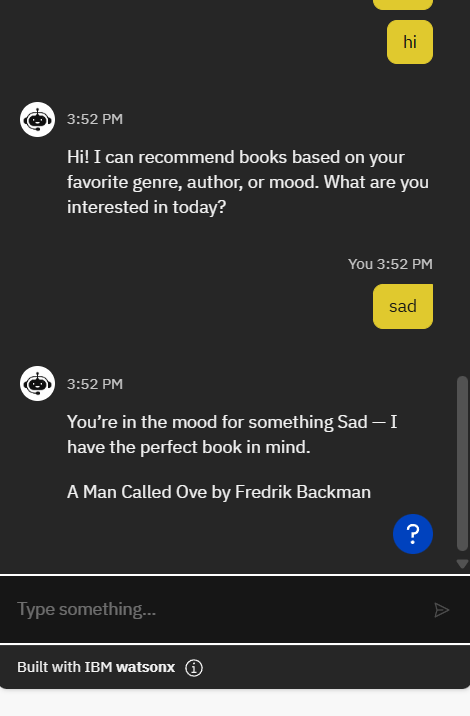 hi
3:52 PM
Hi! I can recommend books based on your
favorite genre, author, or mood. What are you
interested in today?
You 3:52 PM
sad
3:52 PM
You’re in the mood for something Sad — I
have the perfect book in mind.
A Man Called Ove by Fredrik Backman
?
Type something...
Built with IBM watsonx